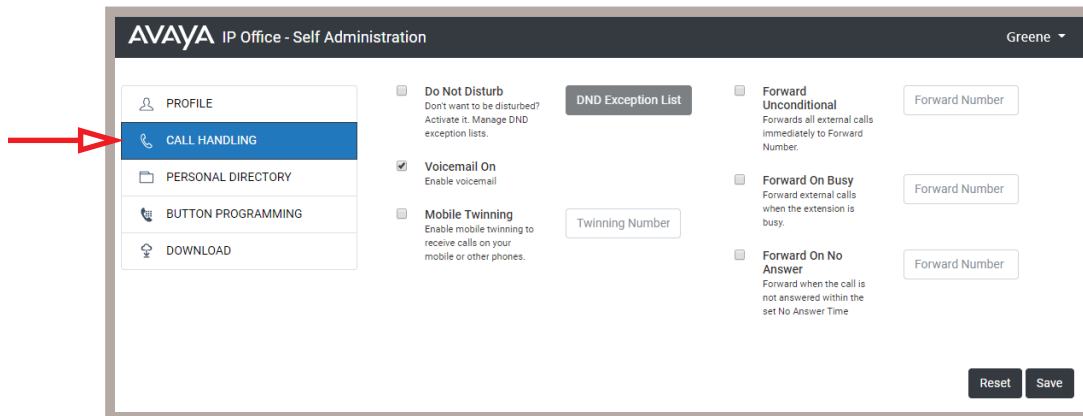 AVAYA IP Office - Self Administration
Greene
PROFILE
CALL HANDLING
PERSONAL DIRECTORY
BUTTON PROGRAMMING
DOWNLOAD
Do Not Disturb
Don't want to be disturbed?
Activate it. Manage DND
exception lists.
DND Exception List
Voicemail On
Enable voicemail
Mobile Twinning
Enable mobile twinning to
receive calls on your
mobile or other phones.
Twinning Number
Forward
Unconditional
Forwards all external calls
immediately to Forward
Number.
Forward Number
Forward On Busy
Forward external calls
when the extension is
busy.
Forward Number
Forward On No
Answer
Forward when the call is
not answered within the
set No Answer Time
Forward Number
Reset
Save